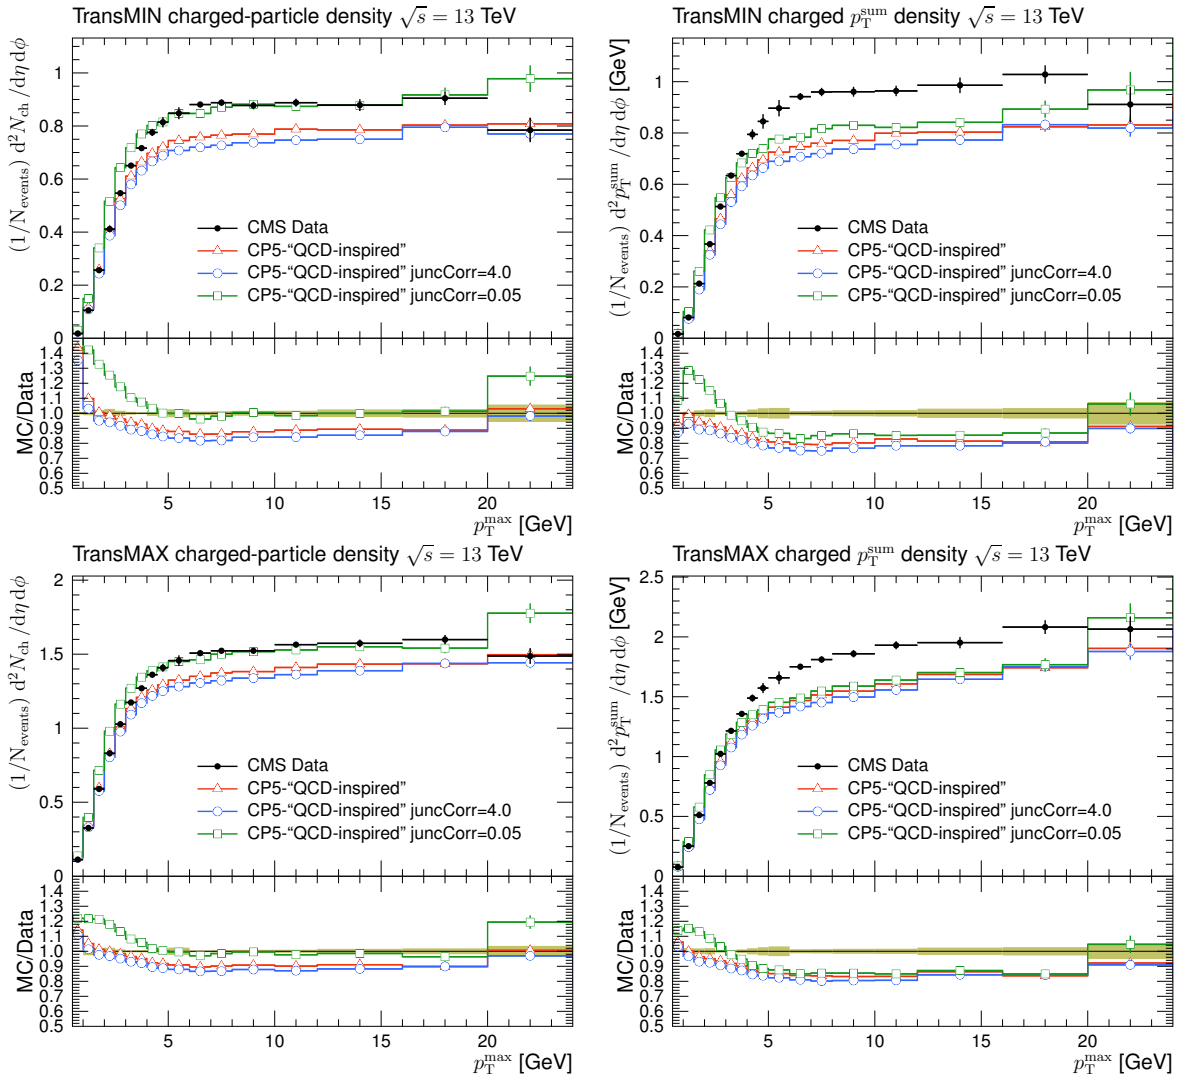 TransMIN charged-particle density √s = 13 TeV
(1/N_events) d²N_ch/dη dϕ
1
0.8
0.6
0.4
0.2
0
CMS Data
CP5-“QCD-inspired”
CP5-“QCD-inspired” juncCorr=4.0
CP5-“QCD-inspired” juncCorr=0.05
MC/Data
1.4
1.3
1.2
1.1
1.0
0.9
0.8
0.7
0.6
0.5
5 10 15 20
p_T^max [GeV]
TransMIN charged p_T^sum density √s = 13 TeV
(1/N_events) d²p_T^sum/dη dϕ [GeV]
1
0.8
0.6
0.4
0.2
0
CMS Data
CP5-“QCD-inspired”
CP5-“QCD-inspired” juncCorr=4.0
CP5-“QCD-inspired” juncCorr=0.05
MC/Data
1.4
1.3
1.2
1.1
1.0
0.9
0.8
0.7
0.6
0.5
5 10 15 20
p_T^max [GeV]
TransMAX charged-particle density √s = 13 TeV
(1/N_events) d²N_ch/dη dϕ
2
1.5
1
0.5
0
CMS Data
CP5-“QCD-inspired”
CP5-“QCD-inspired” juncCorr=4.0
CP5-“QCD-inspired” juncCorr=0.05
MC/Data
1.4
1.3
1.2
1.1
1.0
0.9
0.8
0.7
0.6
0.5
5 10 15 20
p_T^max [GeV]
TransMAX charged p_T^sum density √s = 13 TeV
(1/N_events) d²p_T^sum/dη dϕ [GeV]
2.5
2
1.5
1
0.5
0
CMS Data
CP5-“QCD-inspired”
CP5-“QCD-inspired” juncCorr=4.0
CP5-“QCD-inspired” juncCorr=0.05
MC/Data
1.4
1.3
1.2
1.1
1.0
0.9
0.8
0.7
0.6
0.5
5 10 15 20
p_T^max [GeV]